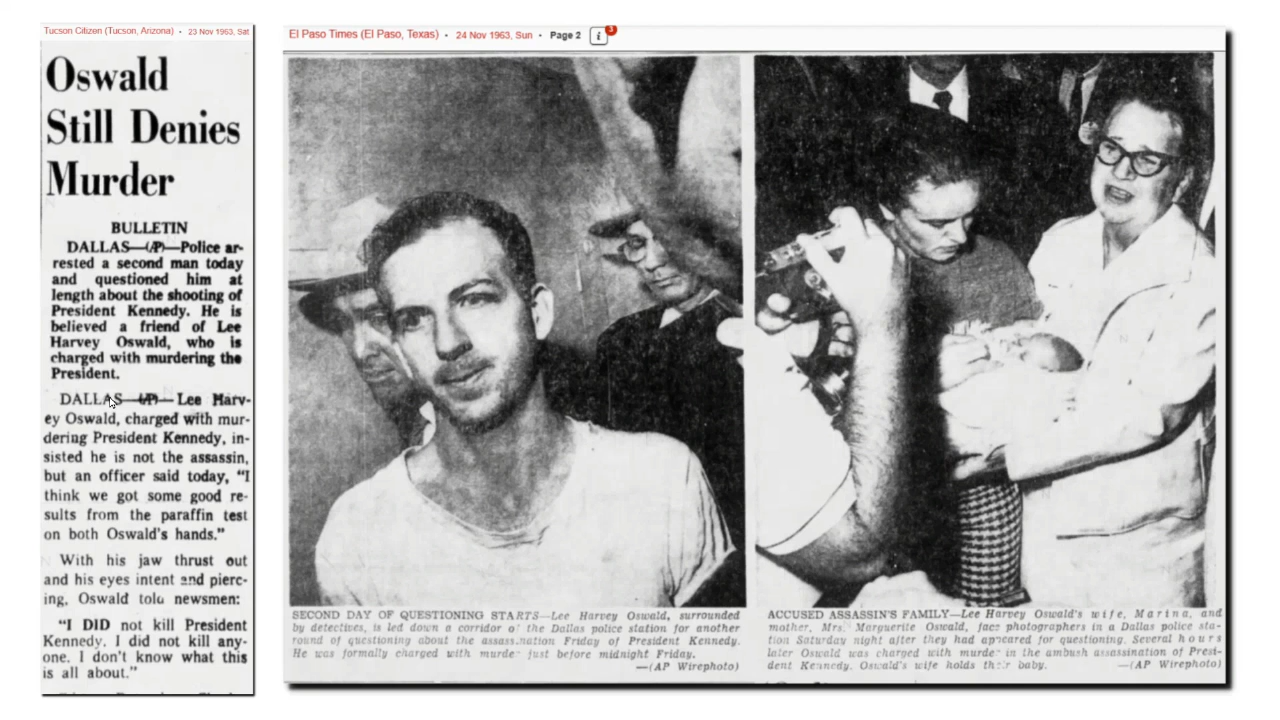 Tucson Citizen (Tucson, Arizona) • 23 Nov 1963, Sat
Oswald
Still Denies
Murder
BULLETIN
DALLAS—(AP)—Police ar-
rested a second man today
and questioned him at
length about the shooting of
President Kennedy. He is
believed a friend of Lee
Harvey Oswald, who is
charged with murdering the
President.
DALLAS—(AP)—Lee Harv-
ey Oswald, charged with mur-
dering President Kennedy, in-
sisted he is not the assassin,
but an officer said today, "I
think we got some good re-
sults from the paraffin test
on both Oswald's hands."
With his jaw thrust out
and his eyes intent and pierc-
ing, Oswald told newsmen:
"I DID not kill President
Kennedy. I did not kill any-
one. I don't know what this
is all about."
El Paso Times (El Paso, Texas) • 24 Nov 1963, Sun • Page 2 i 3
SECOND DAY OF QUESTIONING STARTS—Lee Harvey Oswald, surrounded
by detectives, is led down a corridor of the Dallas police station for another
round of questioning about the assassination Friday of President Kennedy.
He was formally charged with murder just before midnight Friday.
—(AP Wirephoto)
ACCUSED ASSASSIN'S FAMILY—Lee Harvey Oswald's wife, Marina, and
mother, Mrs. Marguerite Oswald, face photographers in a Dallas police sta-
tion Saturday night after they had appeared for questioning. Several hours
later Oswald was charged with murder in the ambush assassination of Presi-
dent Kennedy. Oswald's wife holds their baby.
—(AP Wirephoto)